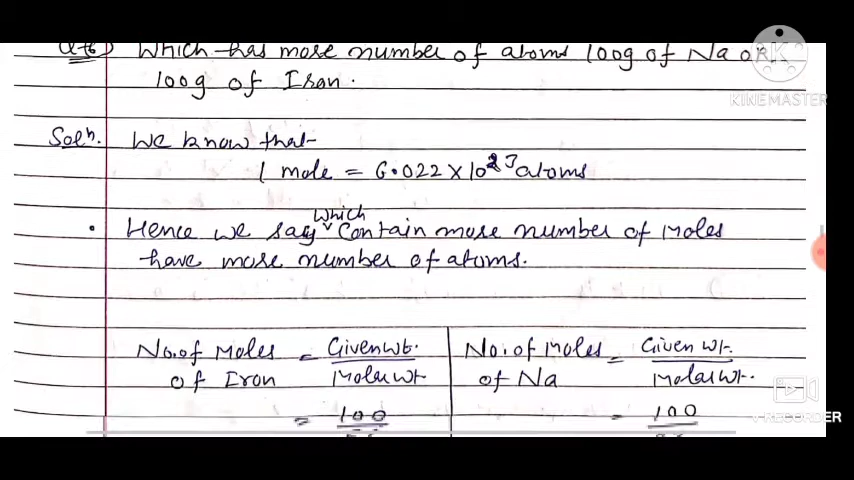 Which has more number of atoms 100g of Na or
100g of Iron.
KINEMASTER
Solⁿ. We know that
1 mole = 6.022 × 10²³ atoms
• Hence we say which Contain more number of Moles
have more number of atoms.
No. of Moles of Iron = Given wt. / Molar wt
= 100
No. of Moles of Na = Given wt. / Molar wt.
= 100
V RECORDER